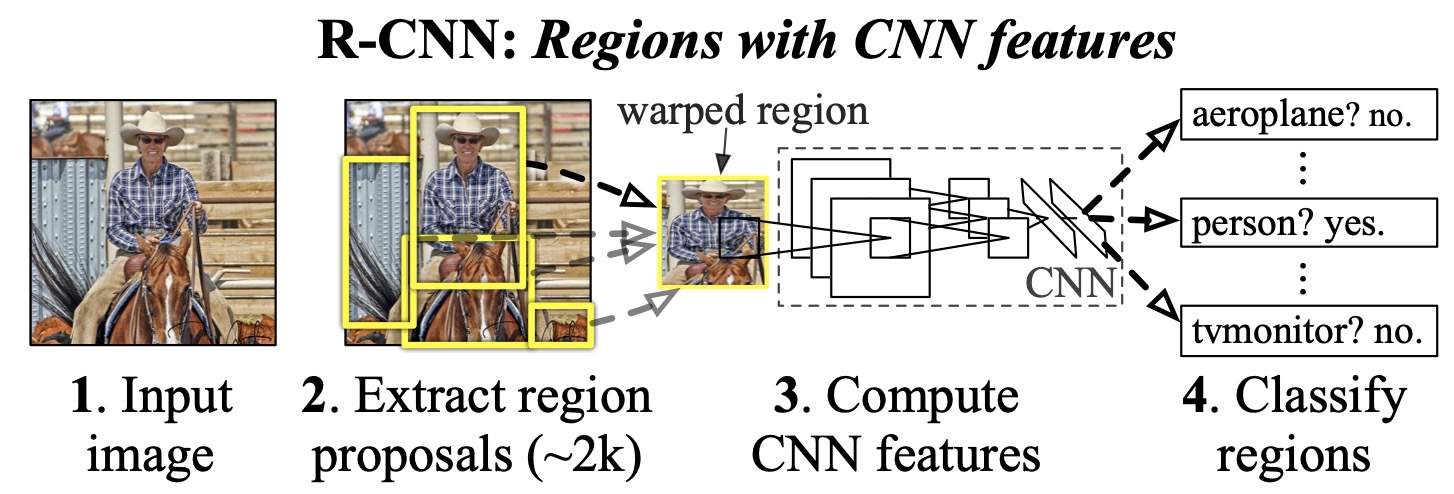 R-CNN: Regions with CNN features
warped region
aeroplane? no.
person? yes.
tvmonitor? no.
CNN
1. Input
image
2. Extract region
proposals (~2k)
3. Compute
CNN features
4. Classify
regions